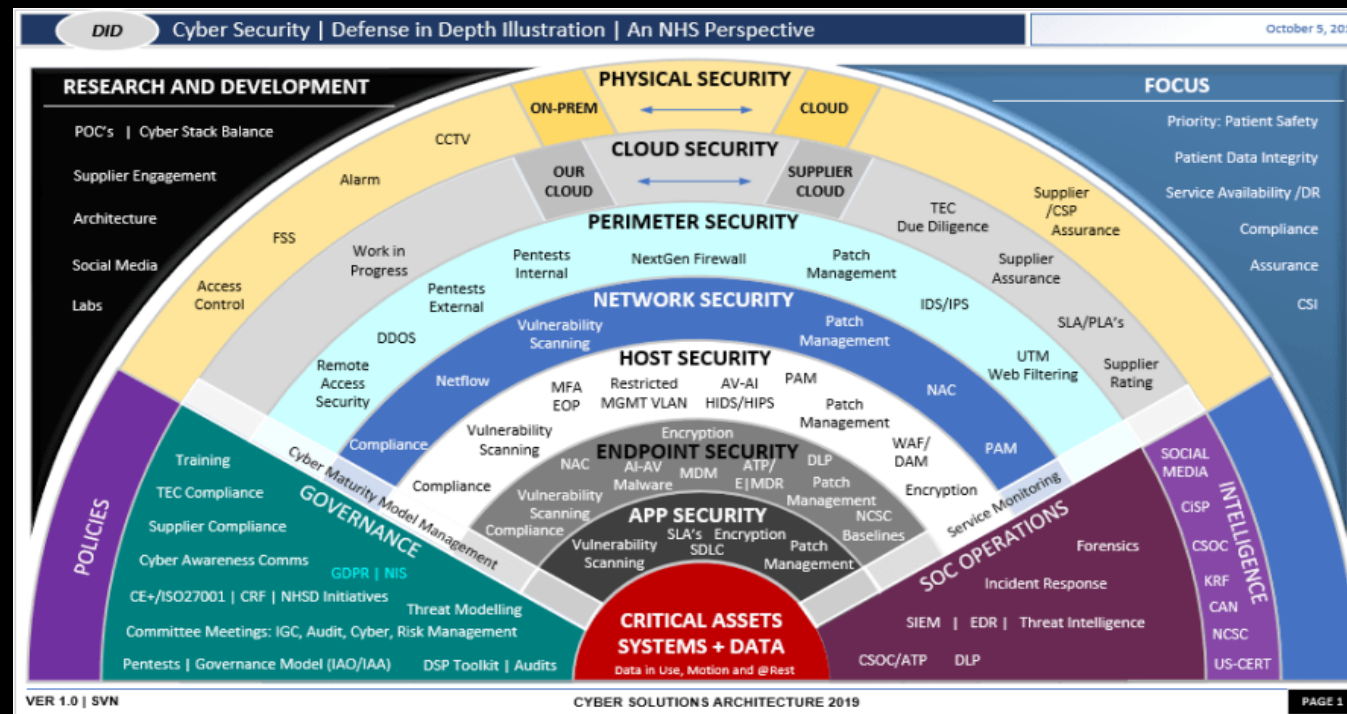 DID
Cyber Security | Defense in Depth Illustration | An NHS Perspective
October 5, 20
RESEARCH AND DEVELOPMENT
POC's | Cyber Stack Balance
Supplier Engagement
Architecture
Social Media
Labs
FOCUS
Priority: Patient Safety
Patient Data Integrity
Service Availability /DR
Compliance
Assurance
CSI
PHYSICAL SECURITY
ON-PREM
CLOUD
CCTV
Alarm
FSS
Access
Control
Supplier
/CSP
Assurance
CLOUD SECURITY
OUR
CLOUD
SUPPLIER
CLOUD
Work in
Progress
TEC
Due Diligence
Supplier
Assurance
SLA/PLA's
Supplier
Rating
PERIMETER SECURITY
Pentests
Internal
NextGen Firewall
Patch
Management
Pentests
External
IDS/IPS
DDOS
UTM
Web Filtering
Remote
Access
Security
NETWORK SECURITY
Vulnerability
Scanning
Patch
Management
Netflow
NAC
Compliance
PAM
HOST SECURITY
MFA
EOP
Restricted
MGMT VLAN
AV-AI
HIDS/HIPS
PAM
Patch
Management
Vulnerability
Scanning
WAF/
DAM
Compliance
Encryption
Encryption
ENDPOINT SECURITY
NAC
AI-AV
Malware
MDM
ATP/
E|MDR
DLP
Patch
Management
Vulnerability
Scanning
Compliance
NCSC
Baselines
APP SECURITY
SLA's
Encryption
SDLC
Vulnerability
Scanning
Patch
Management
CRITICAL ASSETS
SYSTEMS + DATA
Data in Use, Motion and @Rest
Cyber Maturity Model Management
Service Monitoring
POLICIES
GOVERNANCE
Training
TEC Compliance
Supplier Compliance
Cyber Awareness Comms
GDPR | NIS
CE+/ISO27001 | CRF | NHSD Initiatives
Threat Modelling
Committee Meetings: IGC, Audit, Cyber, Risk Management
Pentests | Governance Model (IAO/IAA)
DSP Toolkit | Audits
SOC OPERATIONS
Forensics
Incident Response
SIEM | EDR | Threat Intelligence
CSOC/ATP
DLP
INTELLIGENCE
SOCIAL
MEDIA
CiSP
CSOC
KRF
CAN
NCSC
US-CERT
VER 1.0 | SVN
CYBER SOLUTIONS ARCHITECTURE 2019
PAGE 1